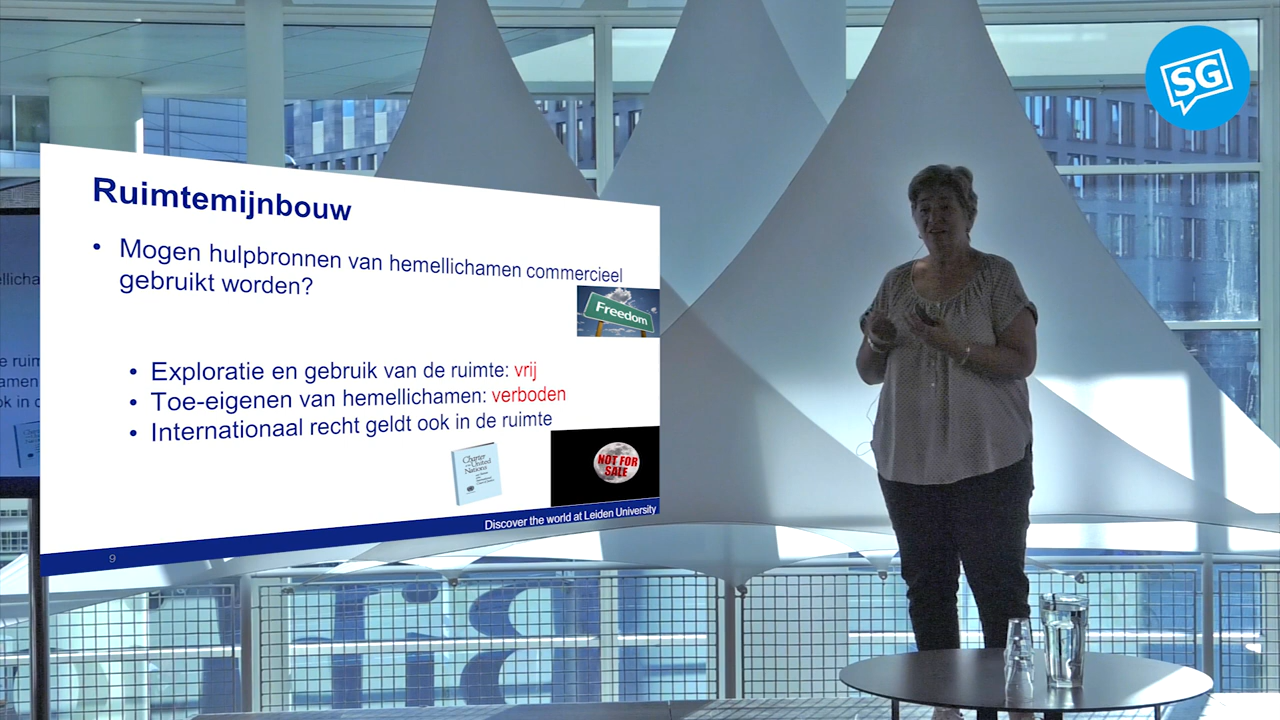 SG
Ruimtemijnbouw
• Mogen hulpbronnen van hemellichamen commercieel
gebruikt worden?
Freedom
• Exploratie en gebruik van de ruimte: vrij
• Toe-eigenen van hemellichamen: verboden
• Internationaal recht geldt ook in de ruimte
Charter
United
Nations
NOT FOR
SALE
Discover the world at Leiden University
9